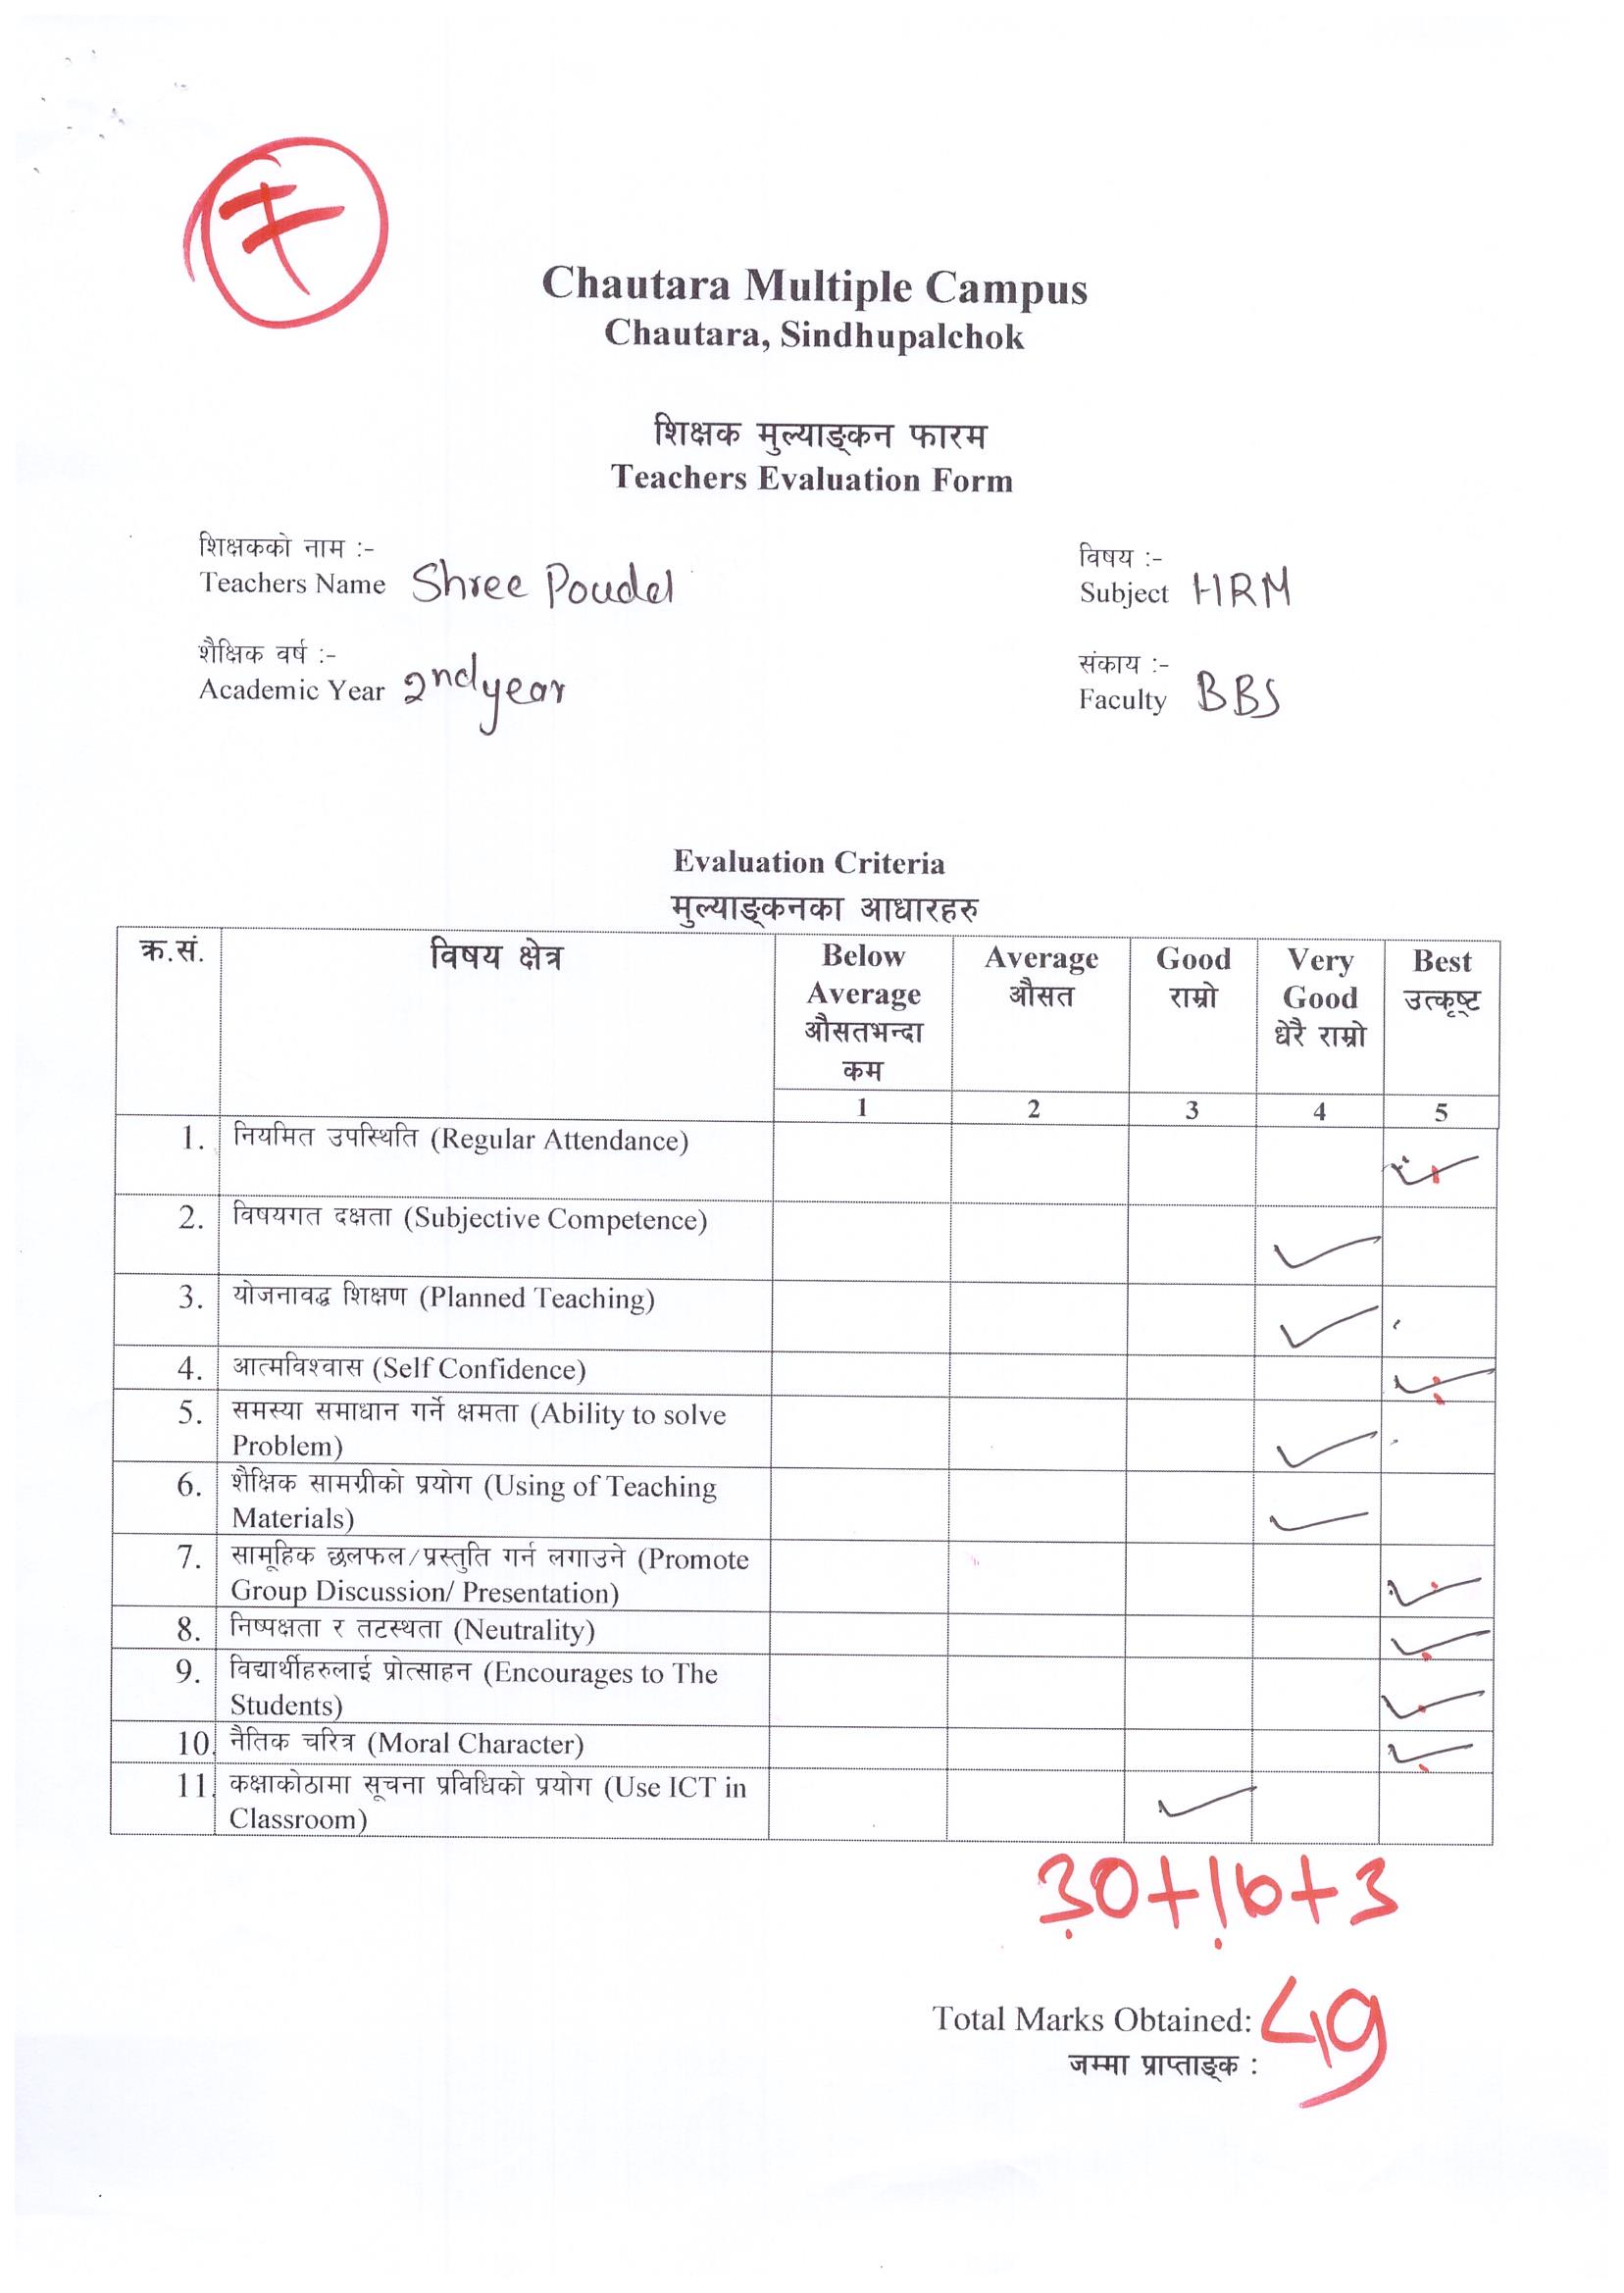 Chautara Multiple Campus
Chautara, Sindhupalchok
शिक्षक मुल्याङ्कन फारम
Teachers Evaluation Form
शिक्षकको नाम :-
Teachers Name Shree Poudel
विषय :-
Subject HRM
शैक्षिक वर्ष :-
Academic Year 2nd year
संकाय :-
Faculty BBS
Evaluation Criteria
मुल्याङ्कनका आधारहरु
क्र.सं. विषय क्षेत्र Below Average औसतभन्दा कम Average औसत Good राम्रो Very Good धेरै राम्रो Best उत्कृष्ट
1 2 3 4 5
1. नियमित उपस्थिति (Regular Attendance)
2. विषयगत दक्षता (Subjective Competence)
3. योजनावद्ध शिक्षण (Planned Teaching)
4. आत्मविश्वास (Self Confidence)
5. समस्या समाधान गर्ने क्षमता (Ability to solve
Problem)
6. शैक्षिक सामग्रीको प्रयोग (Using of Teaching
Materials)
7. सामूहिक छलफल/प्रस्तुति गर्न लगाउने (Promote
Group Discussion/ Presentation)
8. निष्पक्षता र तटस्थता (Neutrality)
9. विद्यार्थीहरुलाई प्रोत्साहन (Encourages to The
Students)
10. नैतिक चरित्र (Moral Character)
11. कक्षाकोठामा सूचना प्रविधिको प्रयोग (Use ICT in
Classroom)
30+16+3
Total Marks Obtained: 49
जम्मा प्राप्ताङ्क :